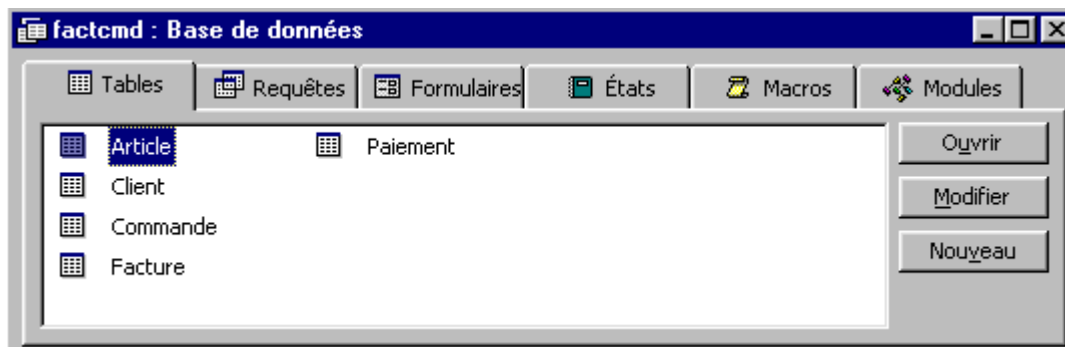 factcmd : Base de données
Tables Requêtes Formulaires États Macros Modules
Article Paiement Ouvrir
Client Modifier
Commande
Facture Nouveau